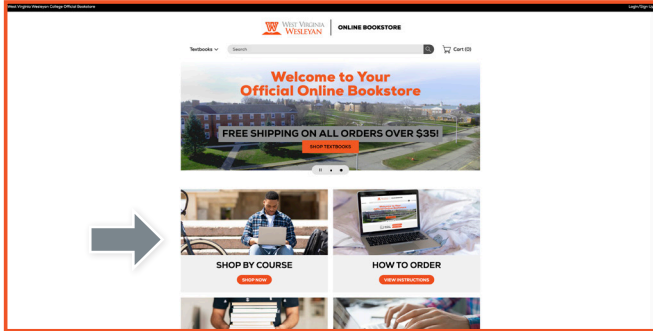 West Virginia Wesleyan College Official Bookstore
Login/Sign Up
WEST VIRGINIA
WESLEYAN
ONLINE BOOKSTORE
Textbooks
Search
Cart (0)
Welcome to Your
Official Online Bookstore
FREE SHIPPING ON ALL ORDERS OVER $35!
SHOP TEXTBOOKS
SHOP BY COURSE
HOW TO ORDER
SHOP NOW
VIEW INSTRUCTIONS